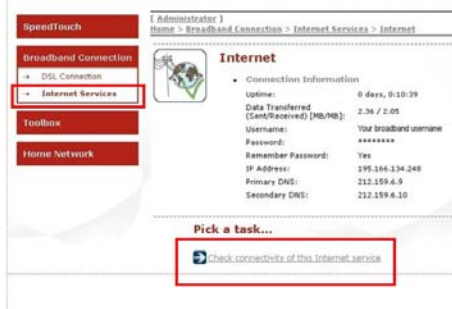 [ Administrator ]
Home > Broadband Connection > Internet Services > Internet
SpeedTouch
Broadband Connection
DSL Connection
Internet Services
Toolbox
Home Network
Internet
Connection Information
Uptime: 0 days, 0:10:39
Data Transferred
(Sent/Received) [MB/MB]: 2.36 / 2.05
Username: Your broadband username
Password: ********
Remember Password: Yes
IP Address: 195.166.134.248
Primary DNS: 212.159.6.9
Secondary DNS: 212.159.6.10
Pick a task...
Check connectivity of this Internet service